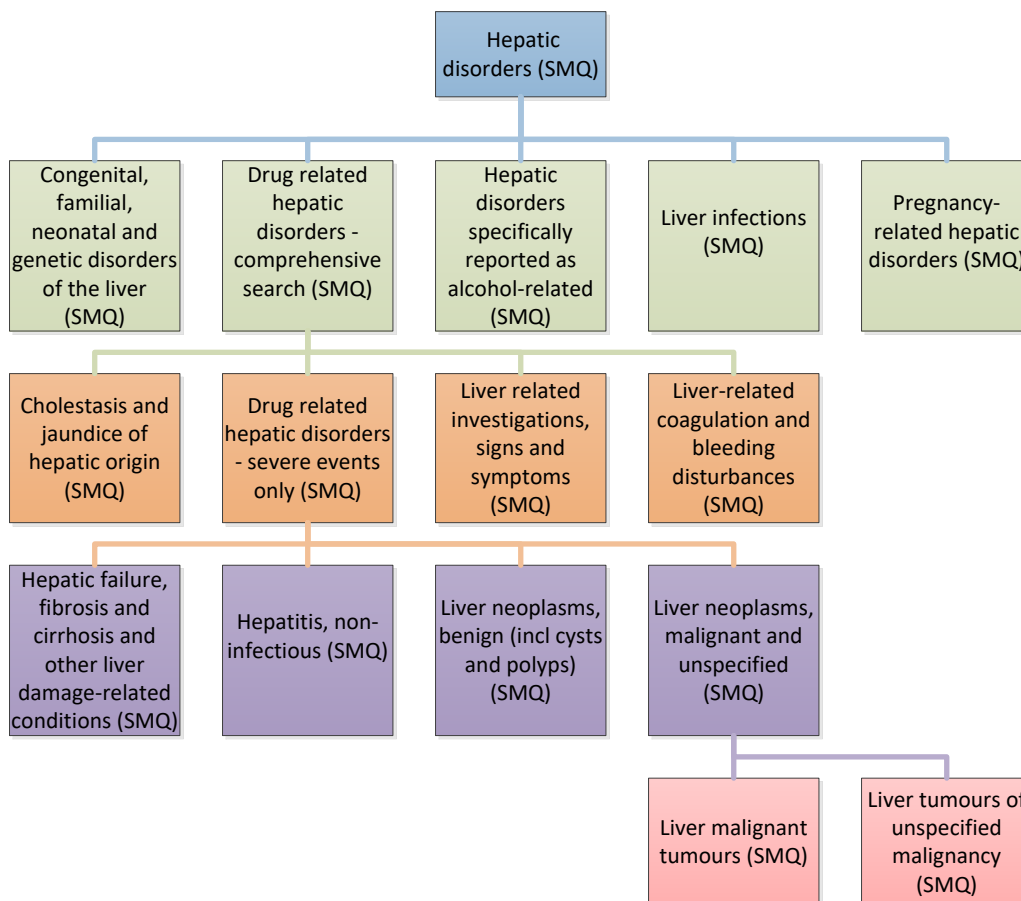 Hepatic
disorders (SMQ)
Congenital,
familial,
neonatal and
genetic disorders
of the liver
(SMQ)
Drug related
hepatic
disorders -
comprehensive
search (SMQ)
Hepatic
disorders
specifically
reported as
alcohol-related
(SMQ)
Liver infections
(SMQ)
Pregnancy-
related hepatic
disorders (SMQ)
Cholestasis and
jaundice of
hepatic origin
(SMQ)
Drug related
hepatic disorders
- severe events
only (SMQ)
Liver related
investigations,
signs and
symptoms
(SMQ)
Liver-related
coagulation and
bleeding
disturbances
(SMQ)
Hepatic failure,
fibrosis and
cirrhosis and
other liver
damage-related
conditions (SMQ)
Hepatitis, non-
infectious (SMQ)
Liver neoplasms,
benign (incl cysts
and polyps)
(SMQ)
Liver neoplasms,
malignant and
unspecified
(SMQ)
Liver malignant
tumours (SMQ)
Liver tumours of
unspecified
malignancy
(SMQ)